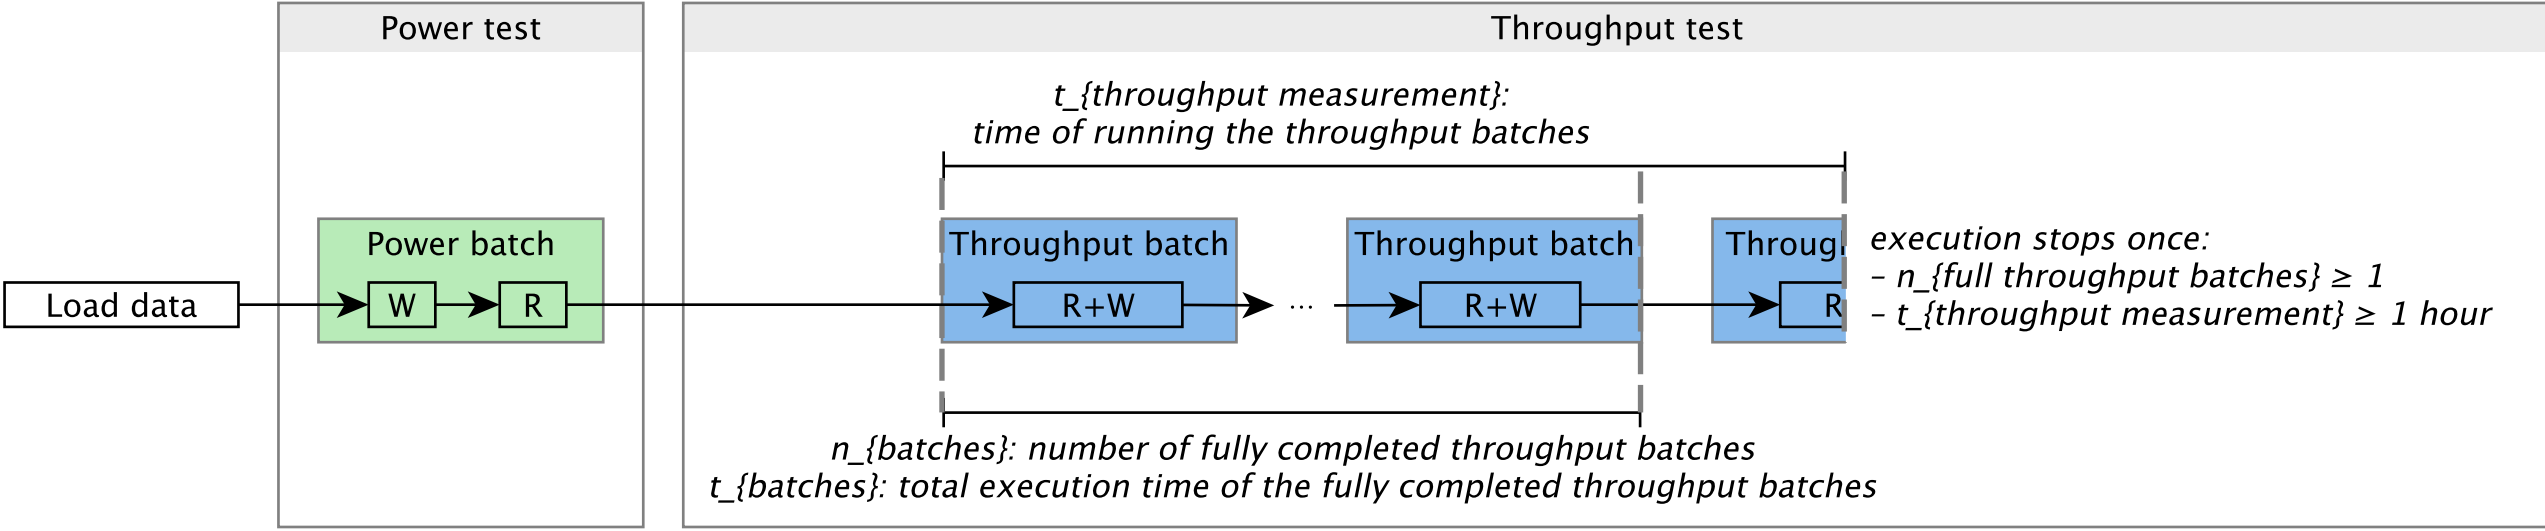 Power test
Throughput test
t_{throughput measurement}:
time of running the throughput batches
Power batch
Throughput batch
Throughput batch
Throug
execution stops once:
– n_{full throughput batches} ≥ 1
– t_{throughput measurement} ≥ 1 hour
Load data
W
R
R+W
...
R+W
R
n_{batches}: number of fully completed throughput batches
t_{batches}: total execution time of the fully completed throughput batches